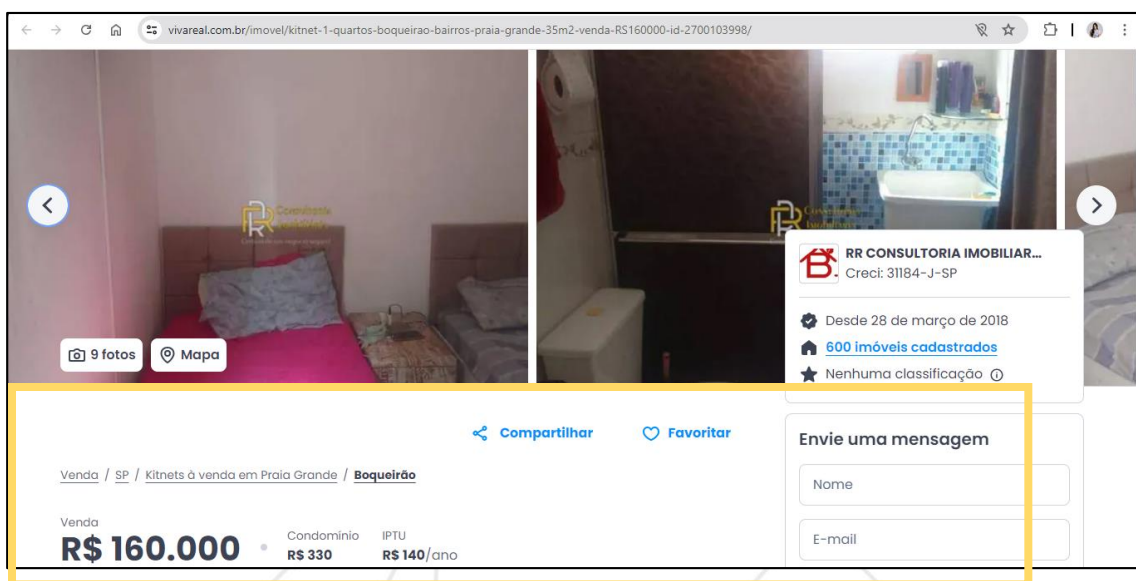 vivareal.com.br/imovel/kitnet-1-quartos-boqueirao-bairros-praia-grande-35m2-venda-RS160000-id-2700103998/
9 fotos
Mapa
RR CONSULTORIA IMOBILIAR...
Creci: 31184-J-SP
Desde 28 de março de 2018
600 imóveis cadastrados
Nenhuma classificação
Compartilhar
Favoritar
Envie uma mensagem
Venda / SP / Kitnets à venda em Praia Grande / Boqueirão
Nome
Venda
R$ 160.000
Condomínio
R$ 330
IPTU
R$ 140/ano
E-mail